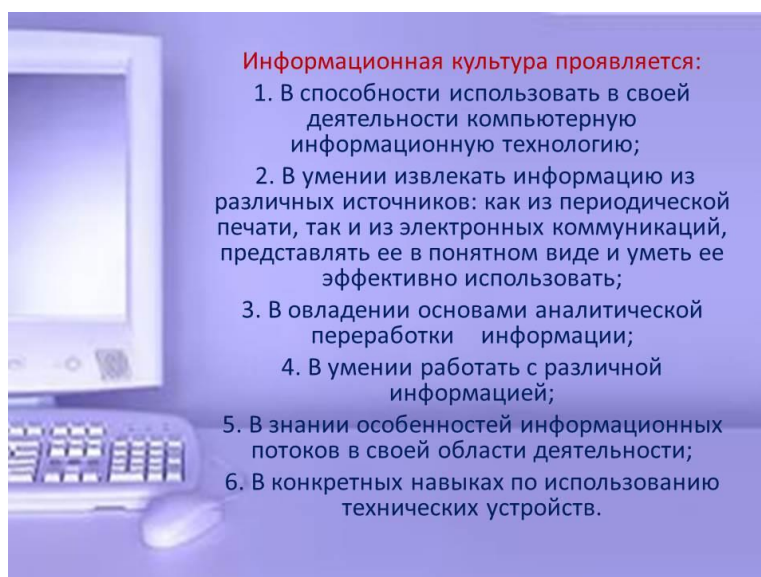 Информационная культура проявляется:
1. В способности использовать в своей
деятельности компьютерную
информационную технологию;
2. В умении извлекать информацию из
различных источников: как из периодической
печати, так и из электронных коммуникаций,
представлять ее в понятном виде и уметь ее
эффективно использовать;
3. В овладении основами аналитической
переработки информации;
4. В умении работать с различной
информацией;
5. В знании особенностей информационных
потоков в своей области деятельности;
6. В конкретных навыках по использованию
технических устройств.